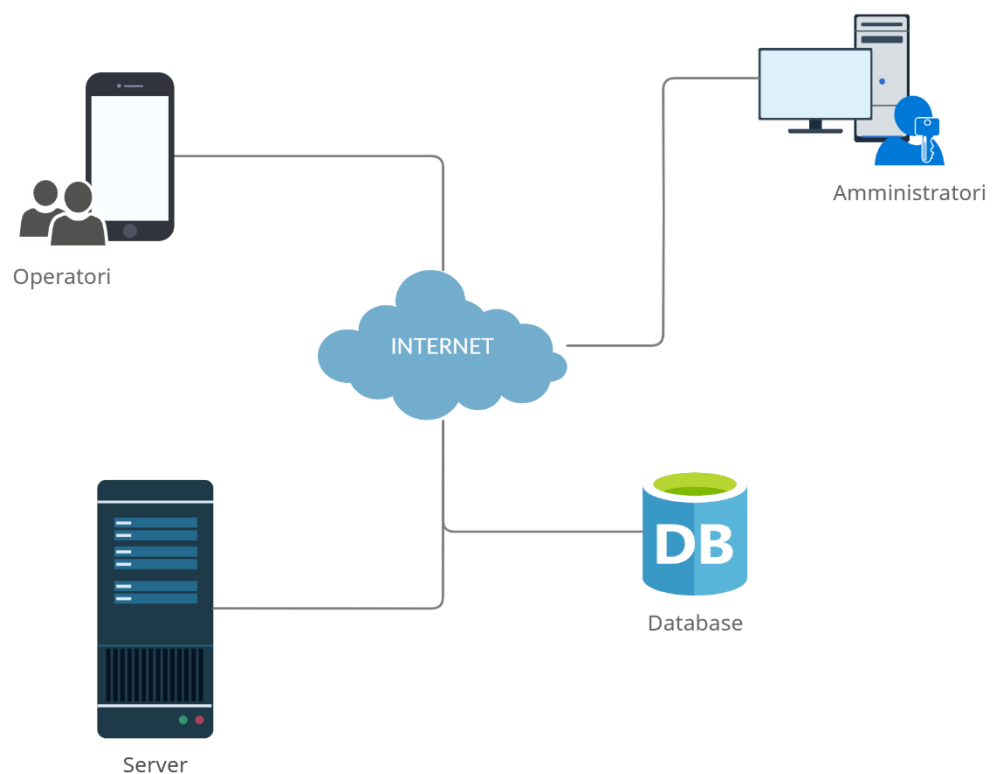 Amministratori
Operatori
INTERNET
DB
Database
Server